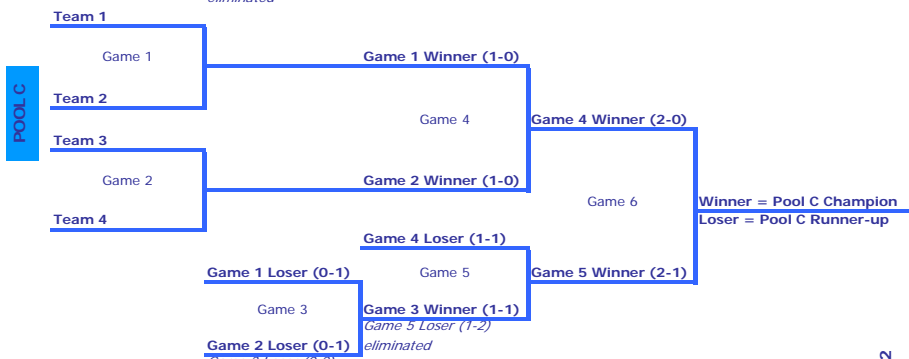 eliminated
Team 1
Game 1
Game 1 Winner (1-0)
POOL C
Team 2
Game 4
Game 4 Winner (2-0)
Team 3
Game 2
Game 2 Winner (1-0)
Game 6
Winner = Pool C Champion
Team 4
Loser = Pool C Runner-up
Game 4 Loser (1-1)
Game 1 Loser (0-1)
Game 5
Game 5 Winner (2-1)
Game 3
Game 3 Winner (1-1)
Game 5 Loser (1-2)
Game 2 Loser (0-1)
eliminated
2